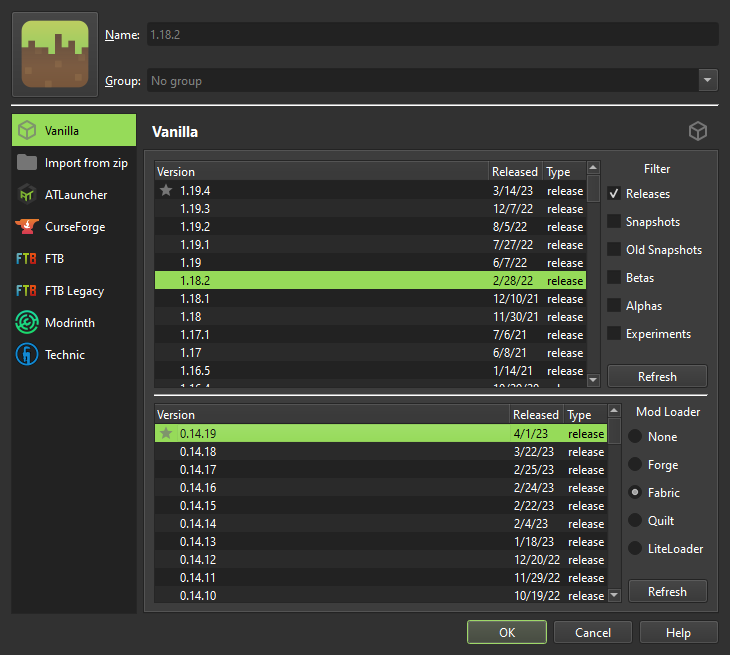 Name: 1.18.2
Group: No group
Vanilla
Import from zip
ATLauncher
CurseForge
FTB FTB
FTB FTB Legacy
Modrinth
Technic
Vanilla
Version Released Type
1.19.4 3/14/23 release
1.19.3 12/7/22 release
1.19.2 8/5/22 release
1.19.1 7/27/22 release
1.19 6/7/22 release
1.18.2 2/28/22 release
1.18.1 12/10/21 release
1.18 11/30/21 release
1.17.1 7/6/21 release
1.17 6/8/21 release
1.16.5 1/14/21 release
Filter
Releases
Snapshots
Old Snapshots
Betas
Alphas
Experiments
Refresh
Version Released Type
0.14.19 4/1/23 release
0.14.18 3/22/23 release
0.14.17 2/25/23 release
0.14.16 2/24/23 release
0.14.15 2/22/23 release
0.14.14 2/4/23 release
0.14.13 1/18/23 release
0.14.12 12/20/22 release
0.14.11 11/29/22 release
0.14.10 10/19/22 release
Mod Loader
None
Forge
Fabric
Quilt
LiteLoader
Refresh
OK Cancel Help